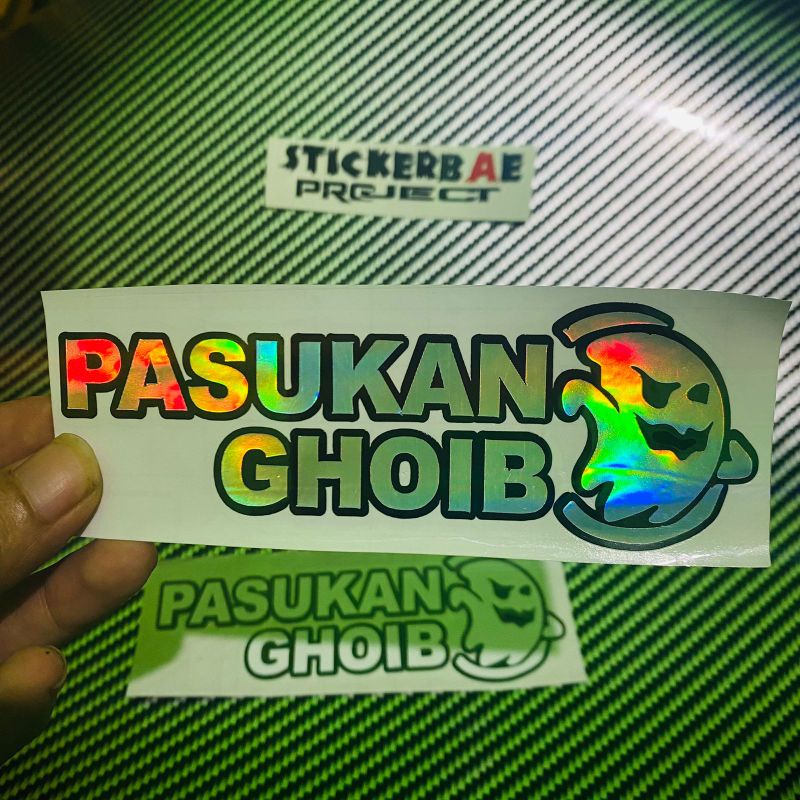 STICKERBAE
PROJECT
PASUKAN
GHOIB
PASUKAN
GHOIB